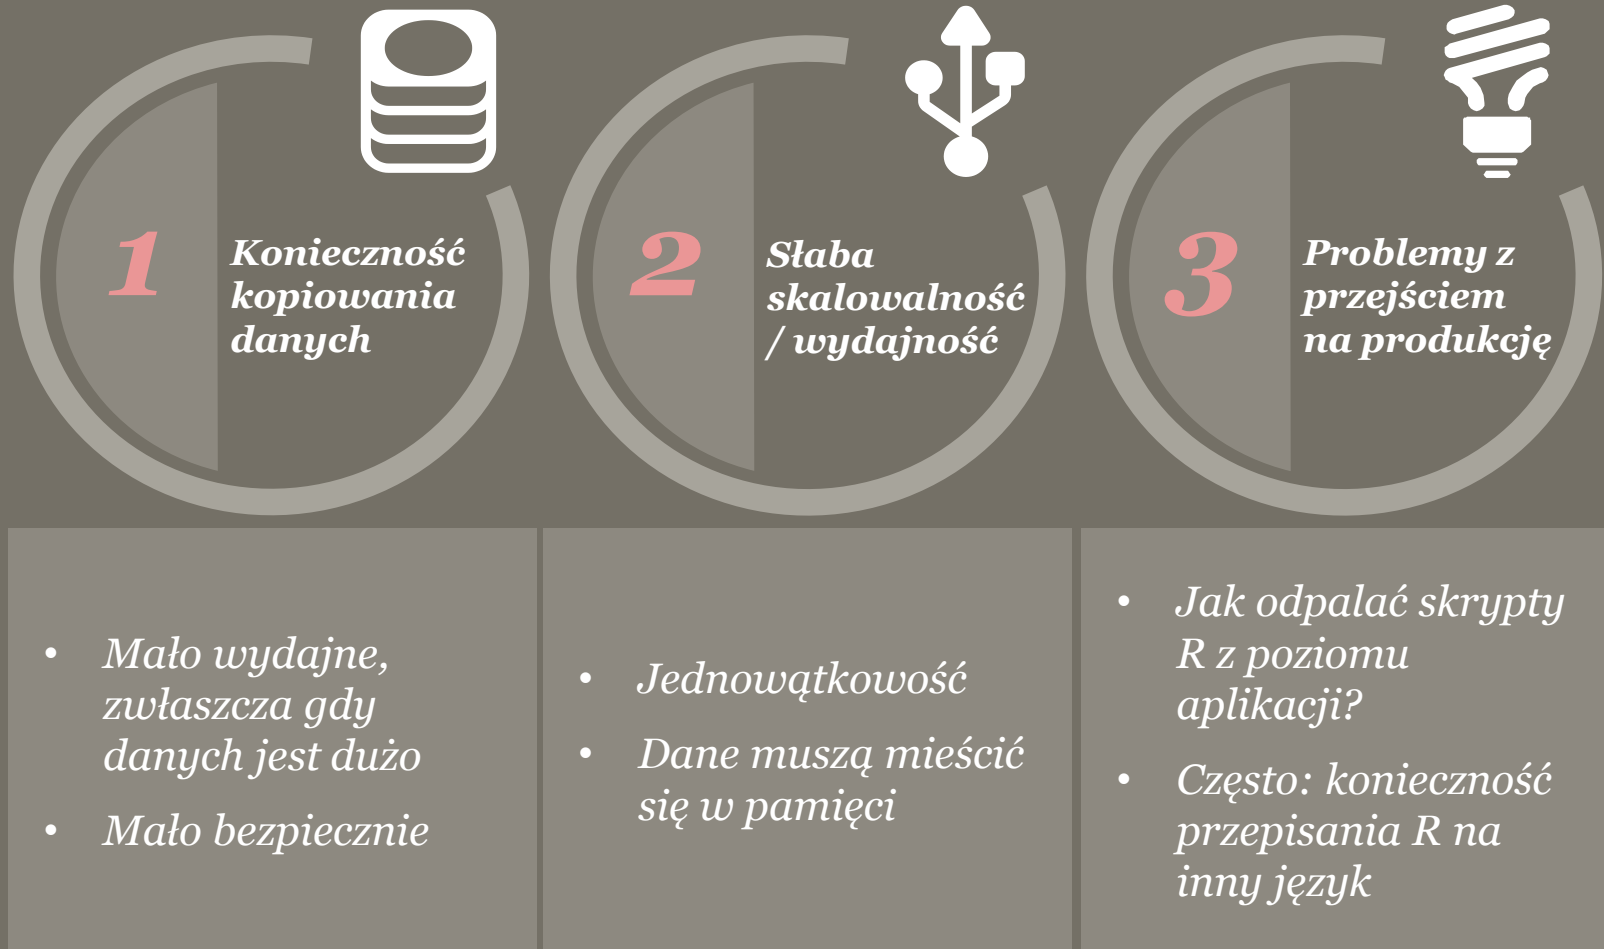 1
Konieczność
kopiowania
danych
2
Słaba
skalowalność
/ wydajność
3
Problemy z
przejściem
na produkcję
• Mało wydajne,
zwłaszcza gdy
danych jest dużo
• Mało bezpiecznie
• Jednowątkowość
• Dane muszą mieścić
się w pamięci
• Jak odpalać skrypty
R z poziomu
aplikacji?
• Często: konieczność
przepisania R na
inny język